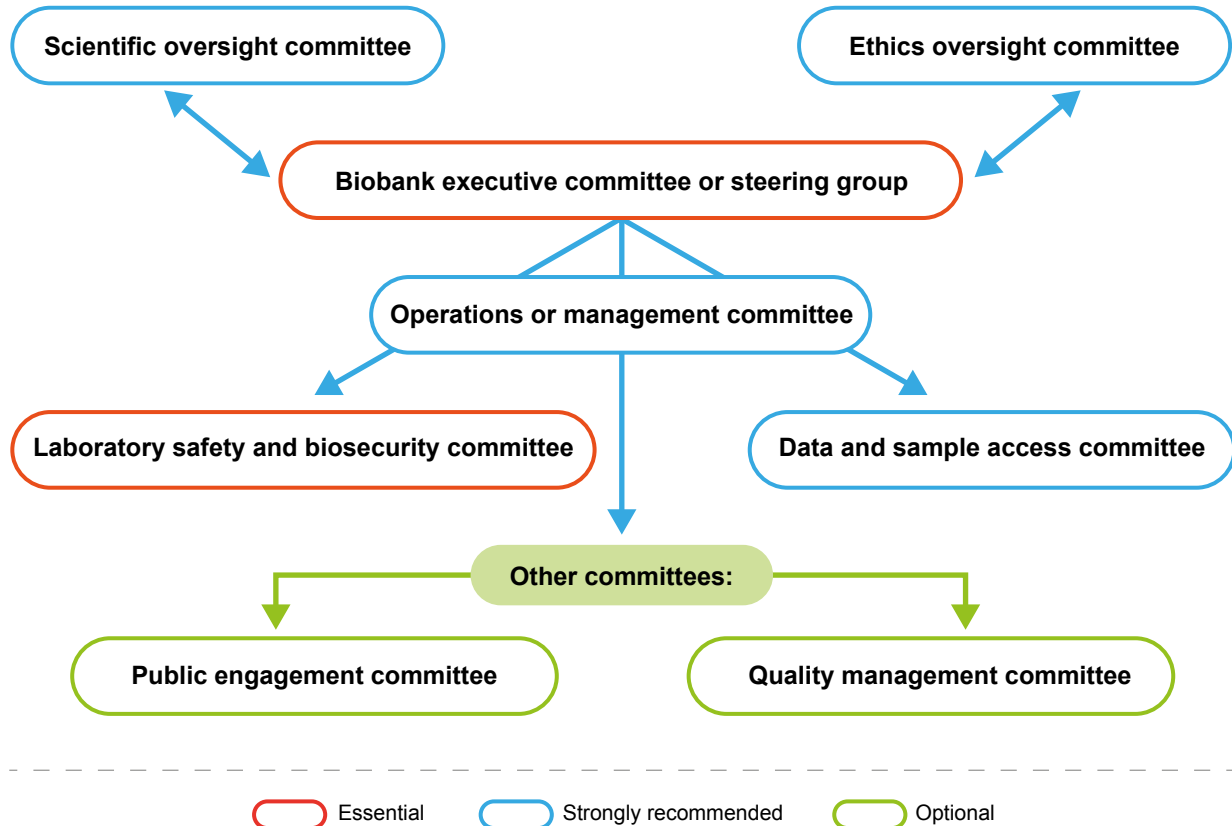 Scientific oversight committee
Ethics oversight committee
Biobank executive committee or steering group
Operations or management committee
Laboratory safety and biosecurity committee
Data and sample access committee
Other committees:
Public engagement committee
Quality management committee
Essential
Strongly recommended
Optional